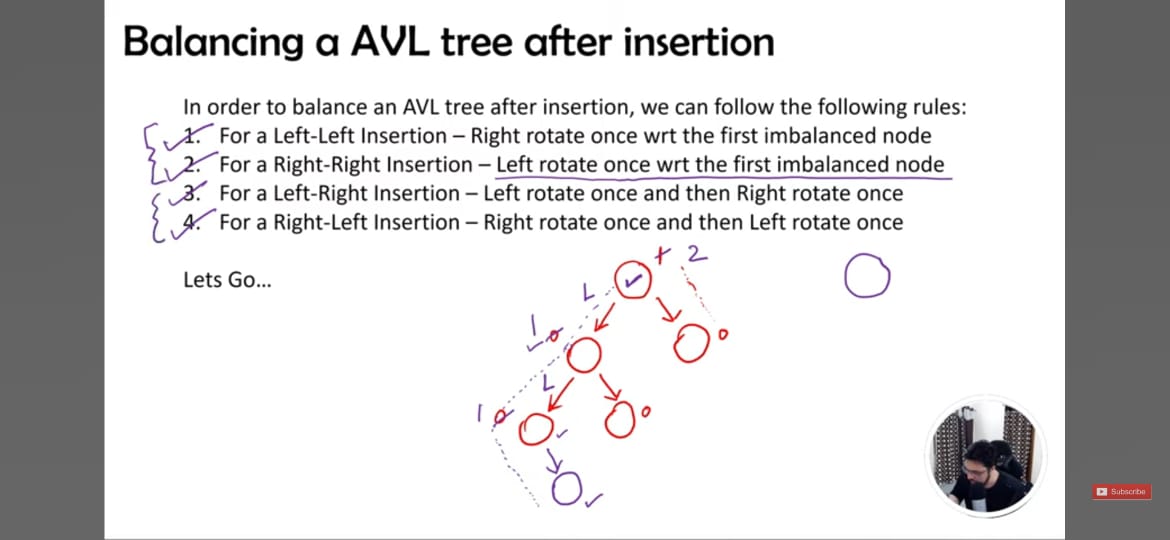 Balancing a AVL tree after insertion
In order to balance an AVL tree after insertion, we can follow the following rules:
1. For a Left-Left Insertion – Right rotate once wrt the first imbalanced node
2. For a Right-Right Insertion – Left rotate once wrt the first imbalanced node
3. For a Left-Right Insertion – Left rotate once and then Right rotate once
4. For a Right-Left Insertion – Right rotate once and then Left rotate once
Lets Go...
2
L
1
0
L
1
0
Subscribe